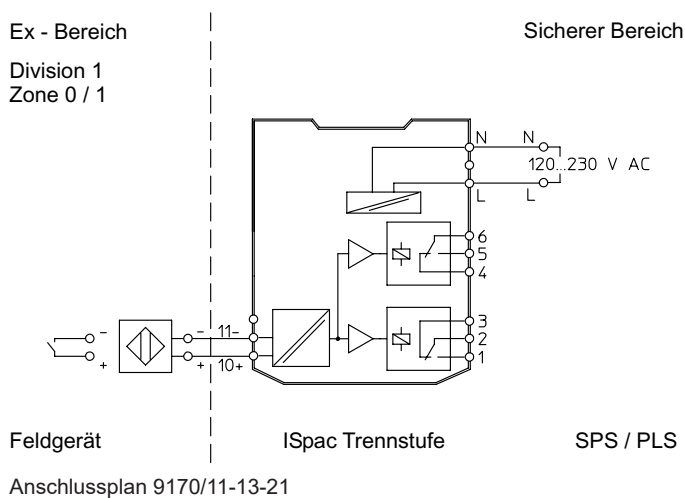 Ex - Bereich
Sicherer Bereich
Division 1
Zone 0 / 1
N
N
120...230 V AC
L
L
6
5
4
3
2
1
-
-
11-
+
+
10+
Feldgerät
ISpac Trennstufe
SPS / PLS
Anschlussplan 9170/11-13-21